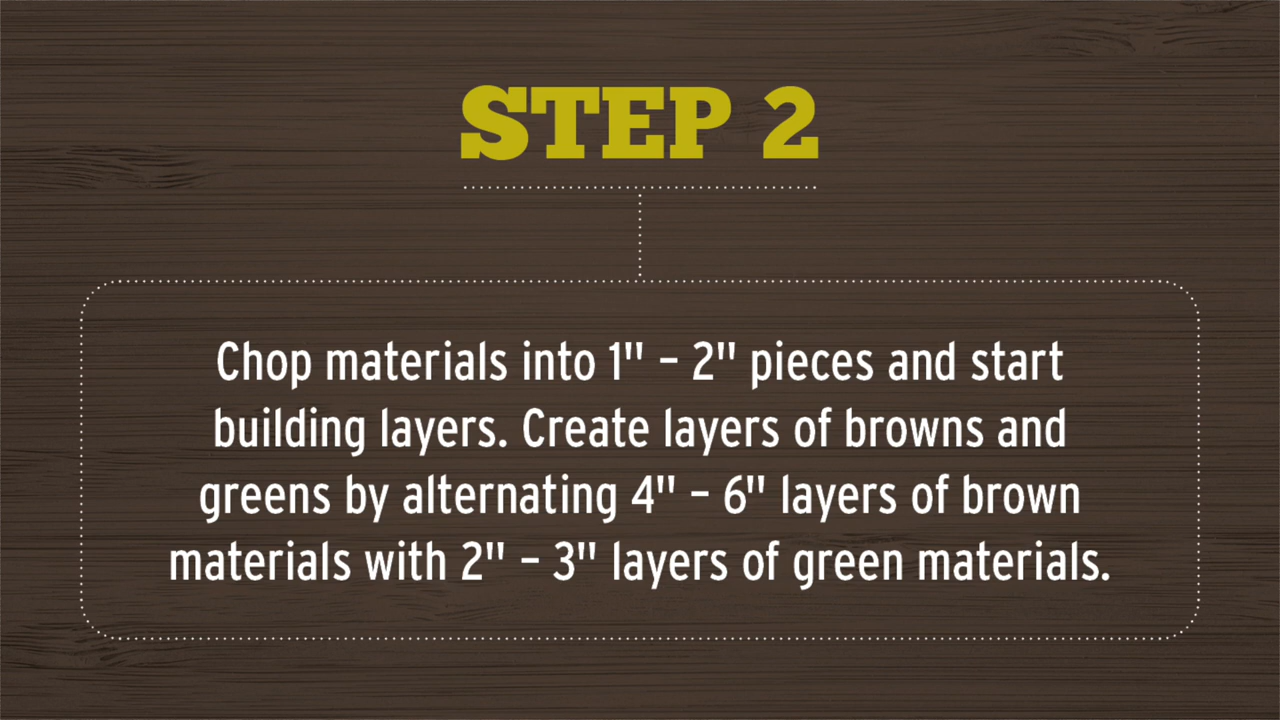 STEP 2
Chop materials into 1" – 2" pieces and start
building layers. Create layers of browns and
greens by alternating 4" – 6" layers of brown
materials with 2" – 3" layers of green materials.